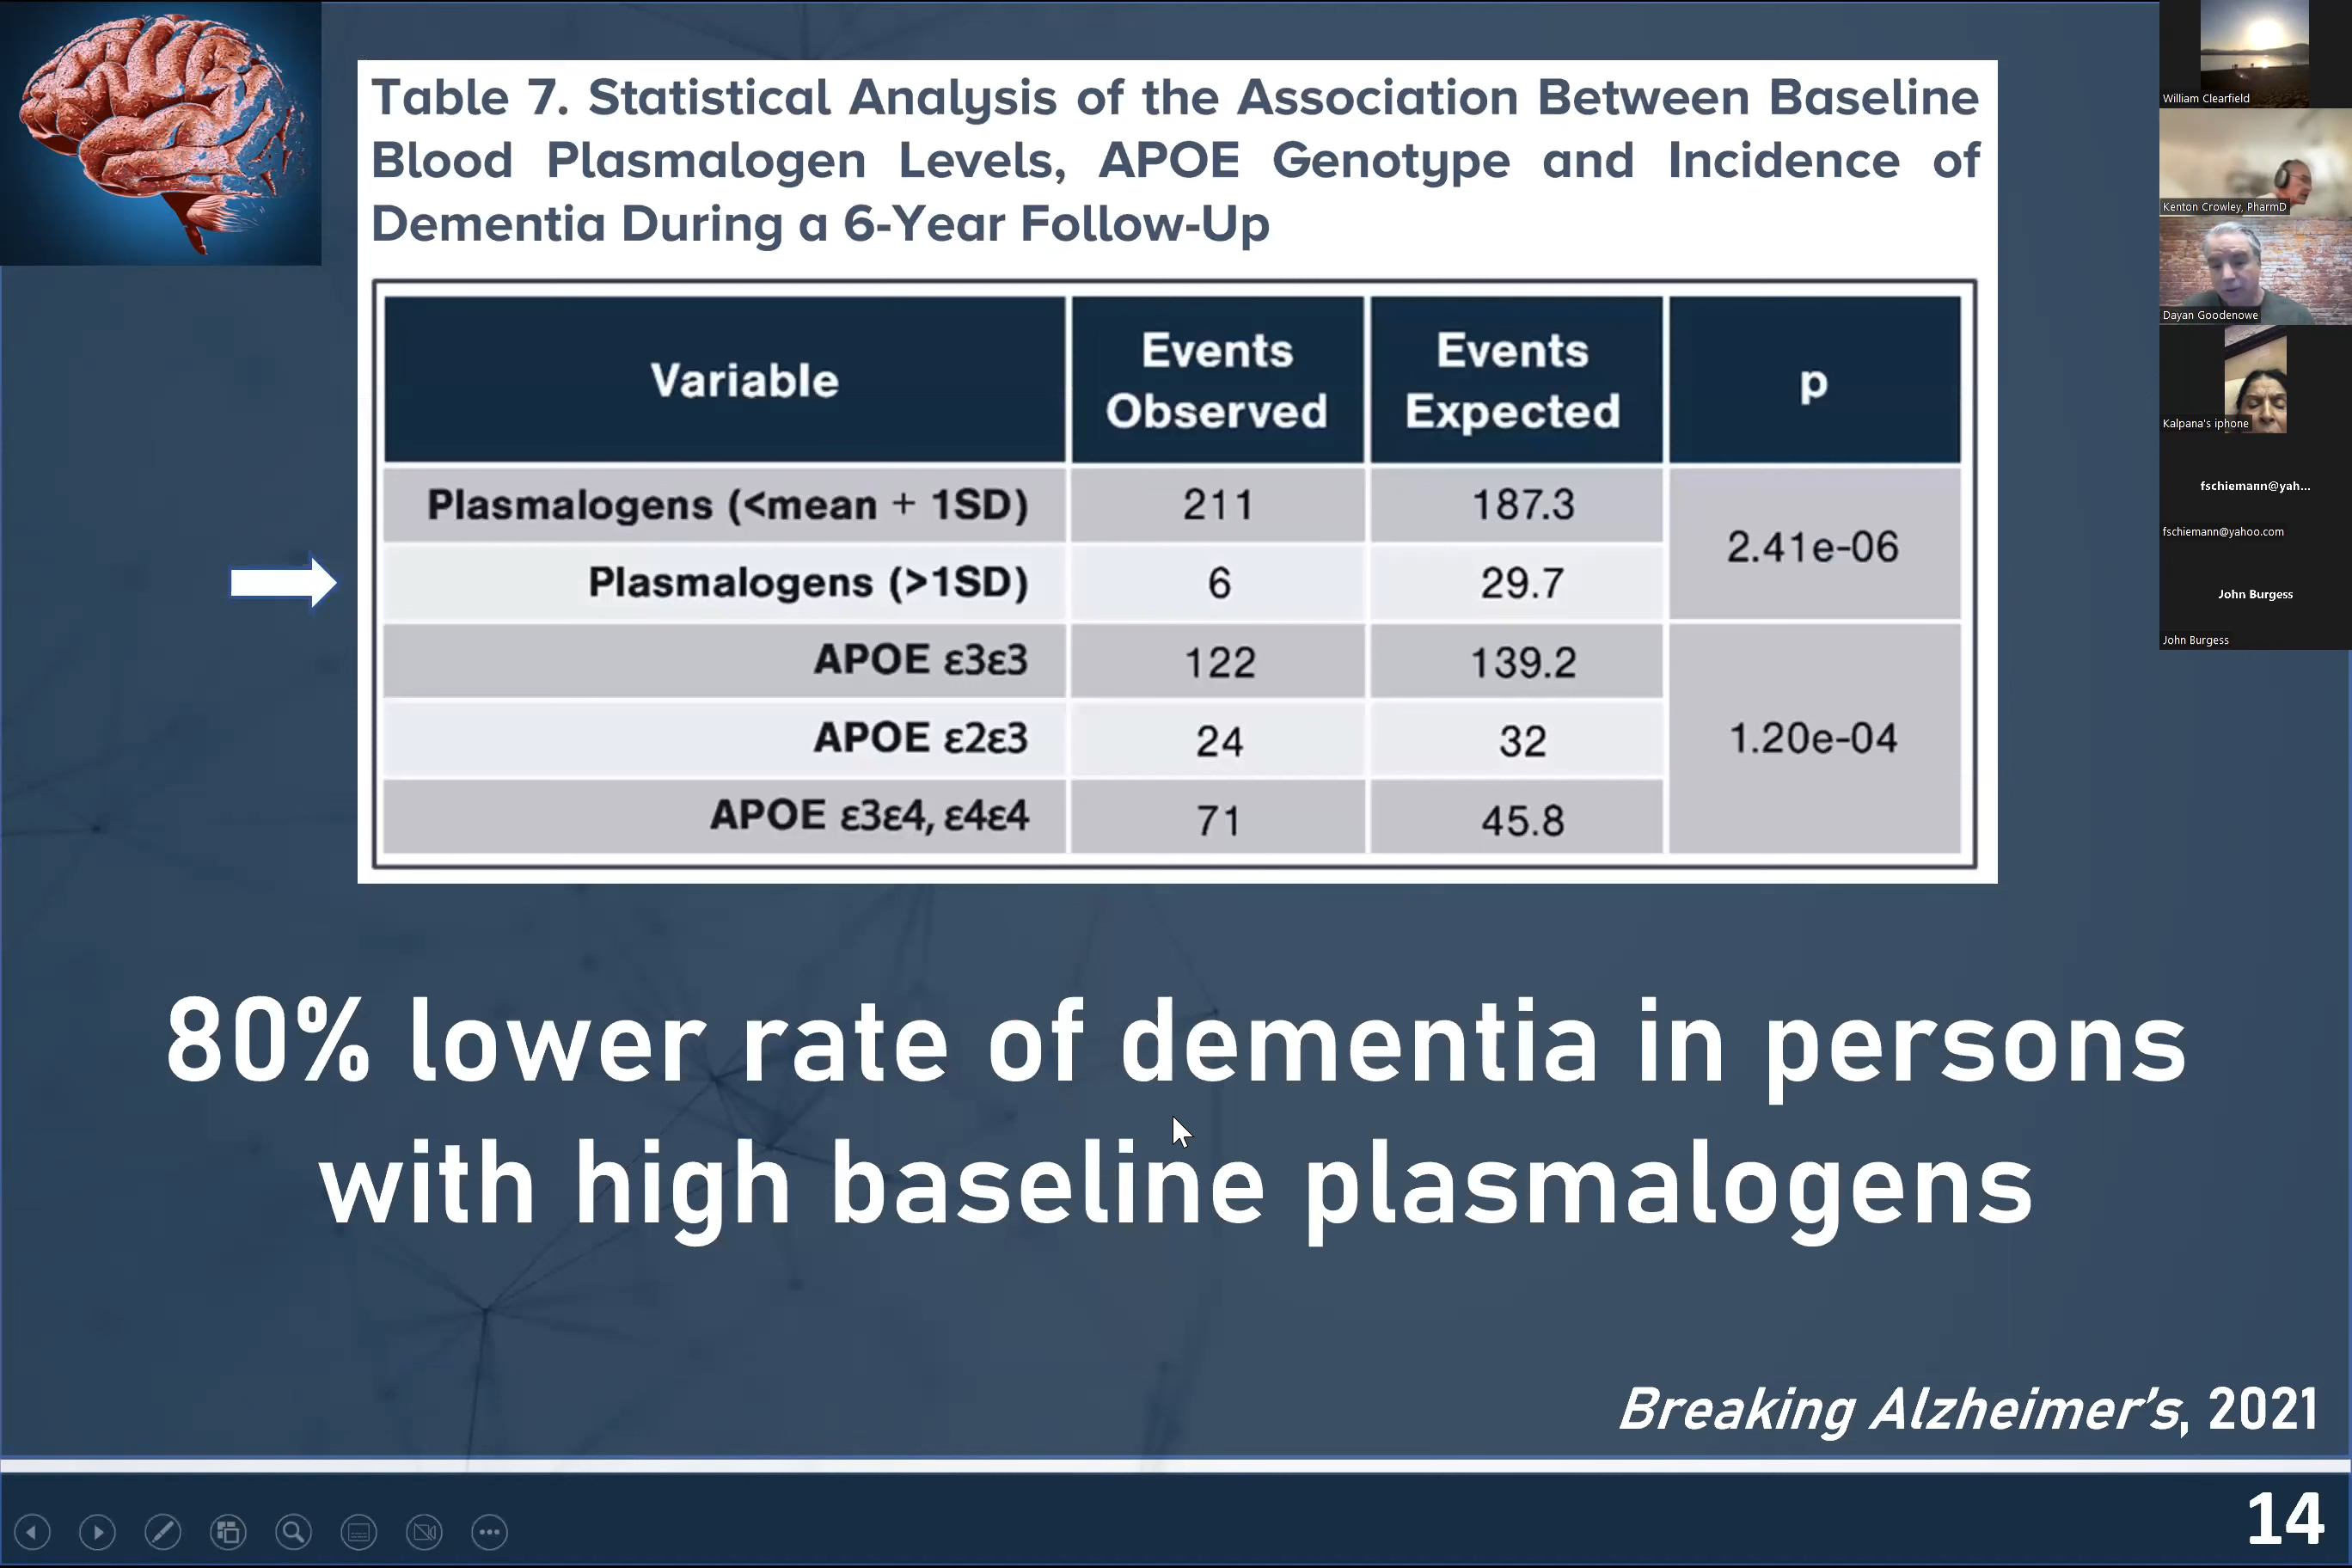 Table 7. Statistical Analysis of the Association Between Baseline
Blood Plasmalogen Levels, APOE Genotype and Incidence of
Dementia During a 6-Year Follow-Up
Variable
Events
Observed
Events
Expected
p
Plasmalogens (<mean + 1SD) 211 187.3
2.41e-06
Plasmalogens (>1SD) 6 29.7
APOE ε3ε3 122 139.2
APOE ε2ε3 24 32 1.20e-04
APOE ε3ε4, ε4ε4 71 45.8
80% lower rate of dementia in persons
with high baseline plasmalogens
Breaking Alzheimer's, 2021
14
William Clearfield
Kenton Crowley, PharmD
Dayan Goodenowe
Kalpana's iphone
fschiemann@yah...
fschiemann@yahoo.com
John Burgess
John Burgess